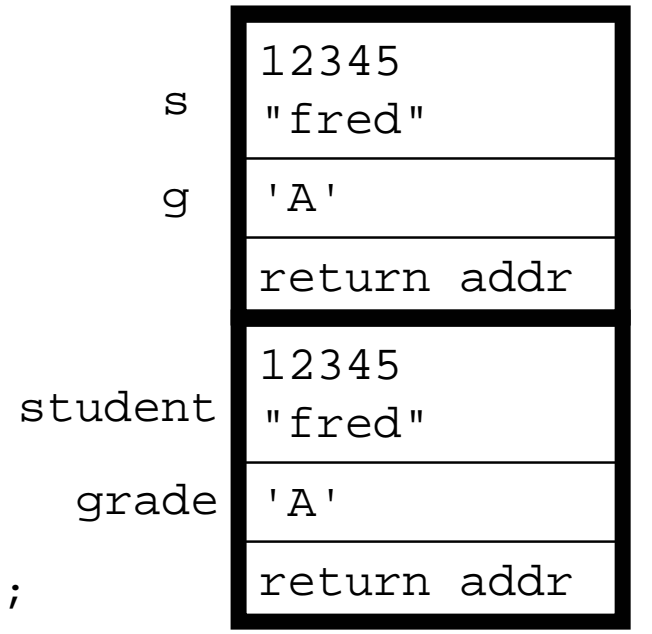 12345
s "fred"
g 'A'
return addr
12345
student "fred"
grade 'A'
; return addr